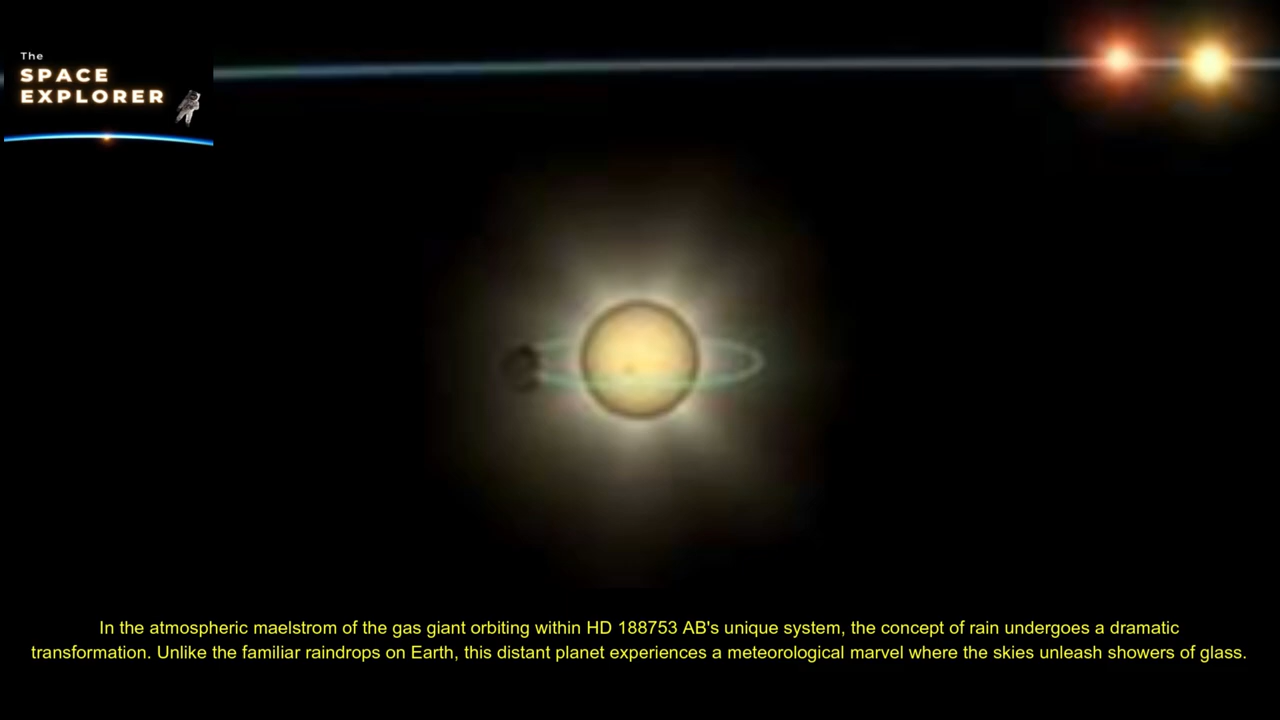 The
SPACE
EXPLORER
In the atmospheric maelstrom of the gas giant orbiting within HD 188753 AB's unique system, the concept of rain undergoes a dramatic
transformation. Unlike the familiar raindrops on Earth, this distant planet experiences a meteorological marvel where the skies unleash showers of glass.